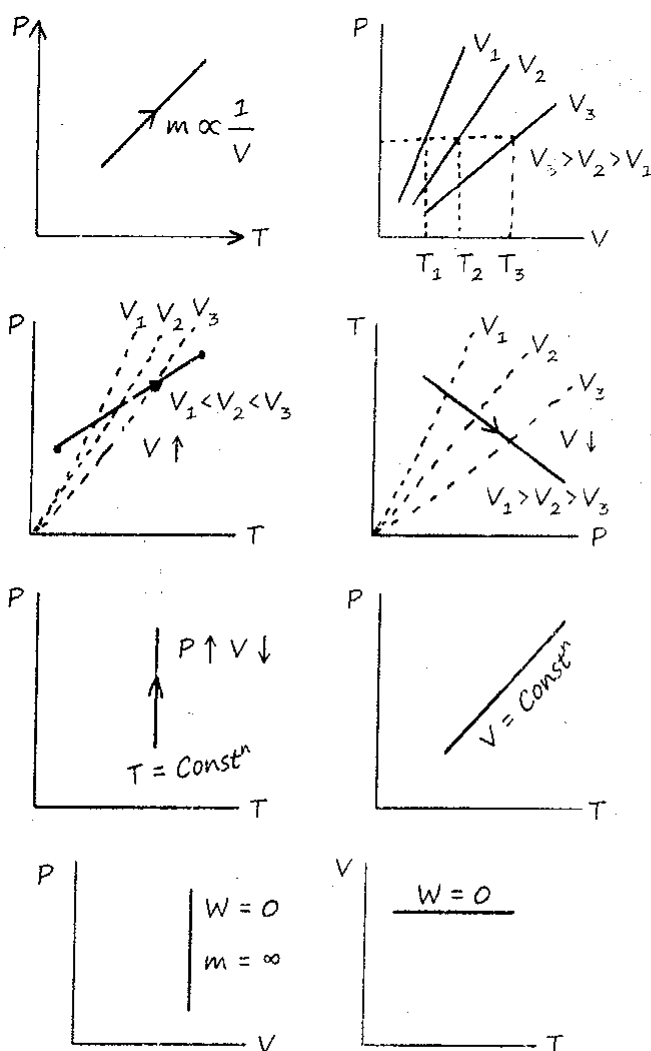 P
m ∝ 1/V
T
P
V₁
V₂
V₃
V₃ > V₂ > V₁
V
T₁ T₂ T₃
P
V₁ V₂ V₃
V₁ < V₂ < V₃
V ↑
T
T
V₁
V₂
V₃
V ↓
V₁ > V₂ > V₃
P
P
P ↑ V ↓
T = Constⁿ
T
P
V = Constⁿ
T
P
W = 0
m = ∞
V
V
W = 0
T